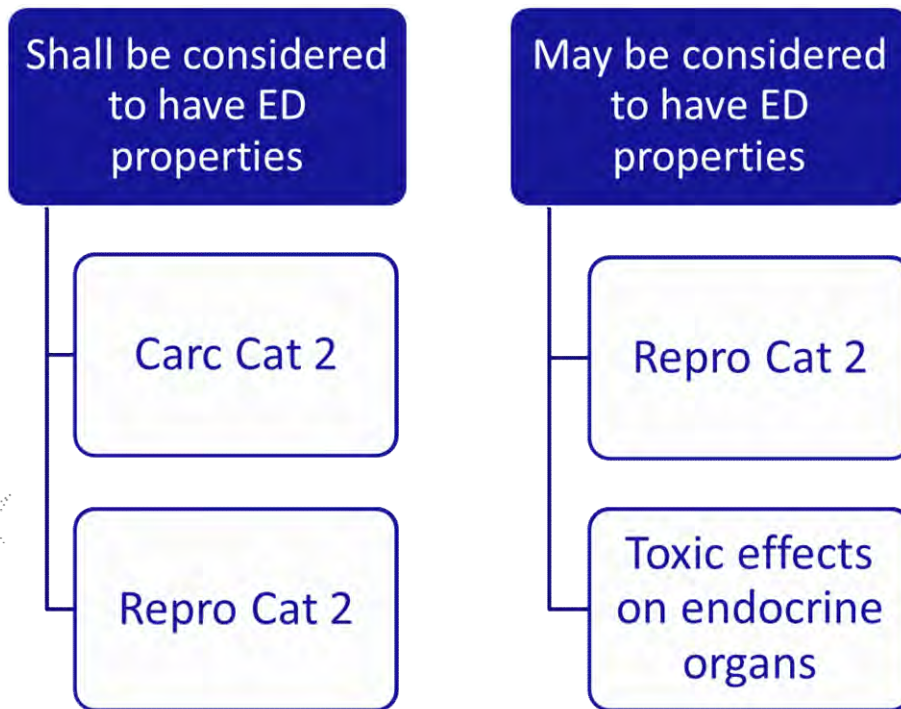 Shall be considered
to have ED
properties
Carc Cat 2
Repro Cat 2
May be considered
to have ED
properties
Repro Cat 2
Toxic effects
on endocrine
organs